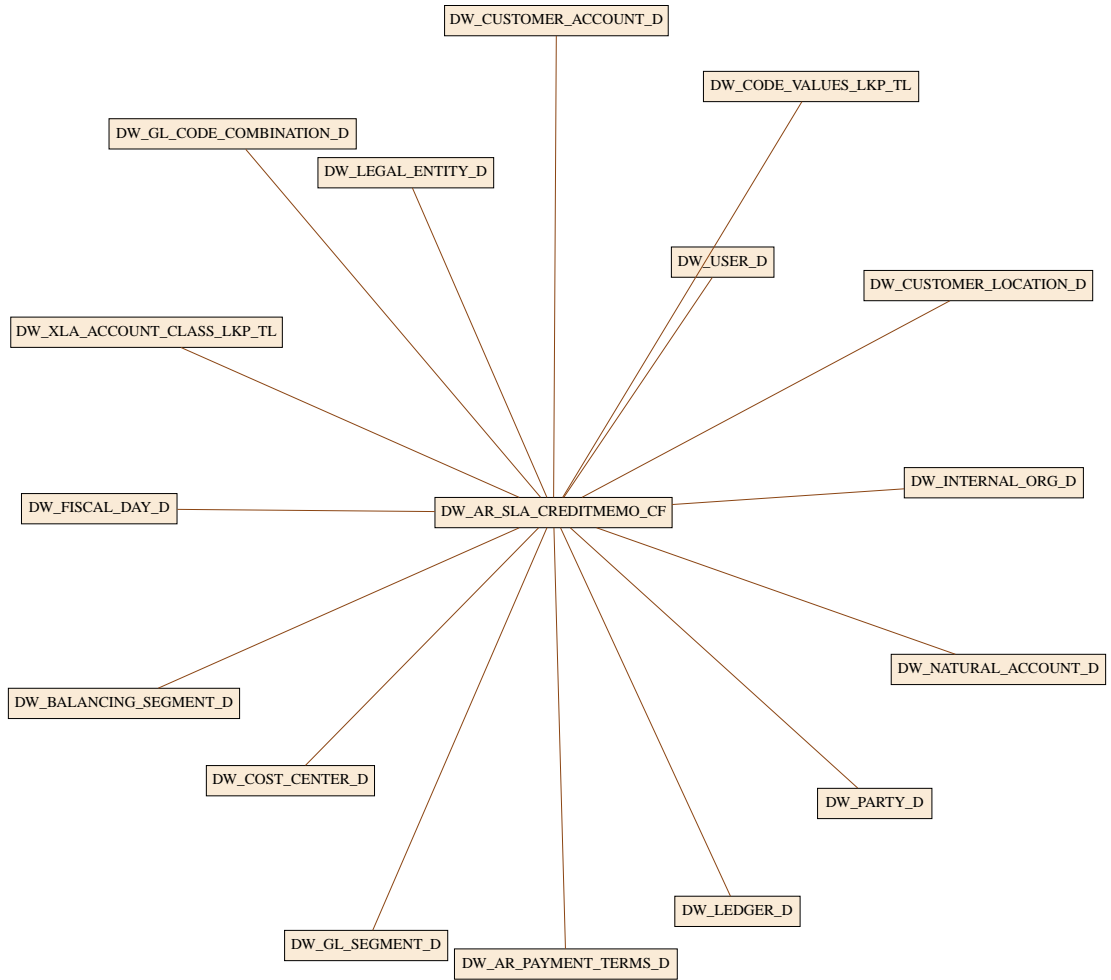 DW_CUSTOMER_ACCOUNT_D
DW_CODE_VALUES_LKP_TL
DW_GL_CODE_COMBINATION_D
DW_LEGAL_ENTITY_D
DW_USER_D
DW_CUSTOMER_LOCATION_D
DW_XLA_ACCOUNT_CLASS_LKP_TL
DW_INTERNAL_ORG_D
DW_FISCAL_DAY_D
DW_AR_SLA_CREDITMEMO_CF
DW_NATURAL_ACCOUNT_D
DW_BALANCING_SEGMENT_D
DW_COST_CENTER_D
DW_PARTY_D
DW_LEDGER_D
DW_GL_SEGMENT_D
DW_AR_PAYMENT_TERMS_D